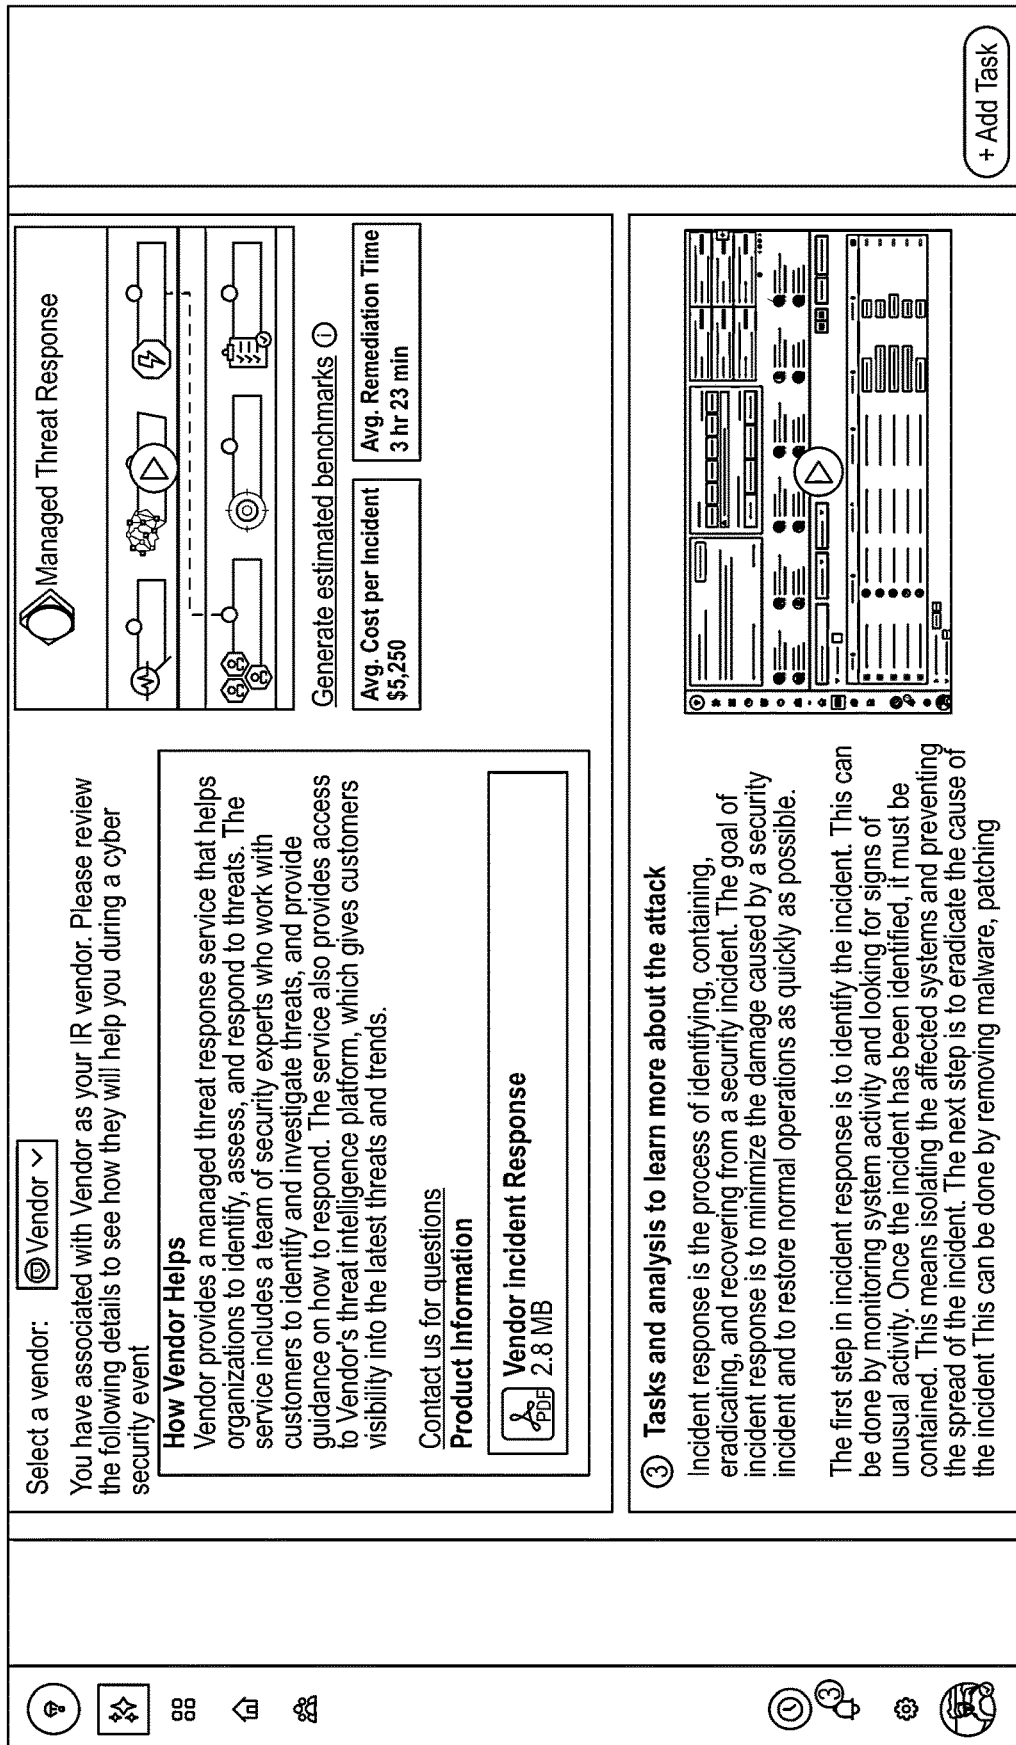 Select a vendor:
Vendor
You have associated with Vendor as your IR vendor. Please review
the following details to see how they will help you during a cyber
security event
How Vendor Helps
Vendor provides a managed threat response service that helps
organizations to identify, assess, and respond to threats. The
service includes a team of security experts who work with
customers to identify and investigate threats, and provide
guidance on how to respond. The service also provides access
to Vendor's threat intelligence platform, which gives customers
visibility into the latest threats and trends.
Contact us for questions
Product Information
PDF
Vendor incident Response
2.8 MB
Managed Threat Response
Generate estimated benchmarks i
Avg. Cost per Incident
$5,250
Avg. Remediation Time
3 hr 23 min
3 Tasks and analysis to learn more about the attack
Incident response is the process of identifying, containing,
eradicating, and recovering from a security incident. The goal of
incident response is to minimize the damage caused by a security
incident and to restore normal operations as quickly as possible.
The first step in incident response is to identify the incident. This can
be done by monitoring system activity and looking for signs of
unusual activity. Once the incident has been identified, it must be
contained. This means isolating the affected systems and preventing
the spread of the incident. The next step is to eradicate the cause of
the incident This can be done by removing malware, patching
3
+ Add Task